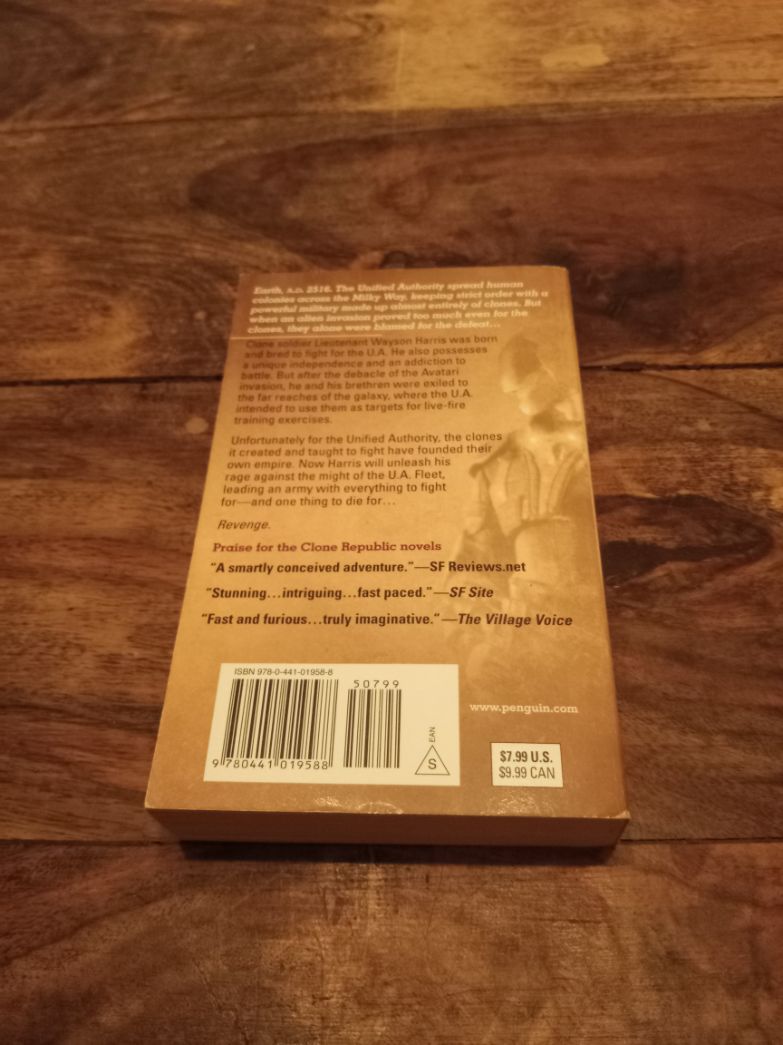 Earth, A.D. 2516. The Unified Authority spread human
colonies across the Milky Way, keeping strict order with a
powerful military made up almost entirely of clones. But
when an alien invasion proved too much even for the
clones, they alone were blamed for the defeat...
Clone soldier Lieutenant Wayson Harris was born
and bred to fight for the U.A. He also possesses
a unique independence and an addiction to
battle. But after the debacle of the Avatari
invasion, he and his brethren were exiled to
the far reaches of the galaxy, where the U.A.
intended to use them as targets for live-fire
training exercises.
Unfortunately for the Unified Authority, the clones
it created and taught to fight have founded their
own empire. Now Harris will unleash his
rage against the might of the U.A. Fleet,
leading an army with everything to fight
for—and one thing to die for...
Revenge.
Praise for the Clone Republic novels
"A smartly conceived adventure."—SF Reviews.net
"Stunning...intriguing...fast paced."—SF Site
"Fast and furious...truly imaginative."—The Village Voice
ISBN 978-0-441-01958-8
50799
9 780441 019588
EAN
S
www.penguin.com
$7.99 U.S.
$9.99 CAN